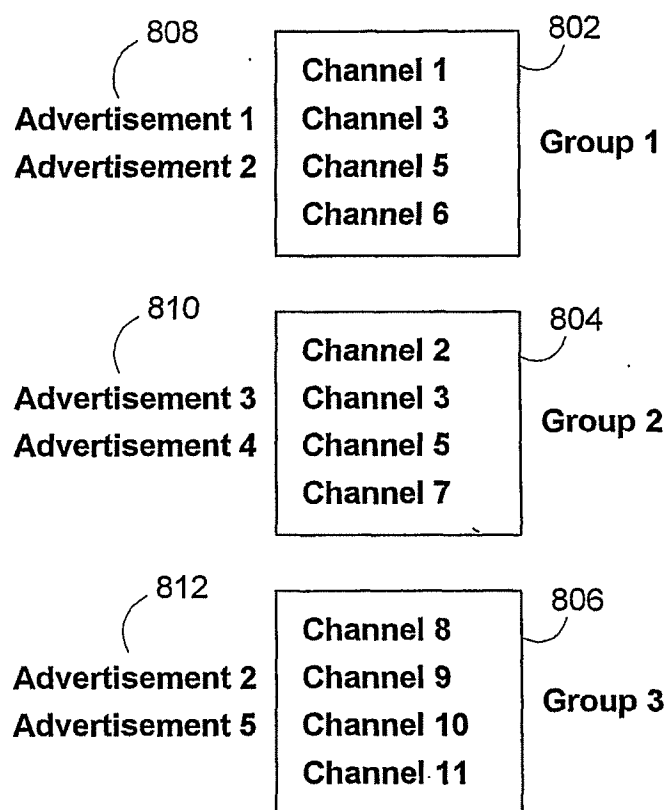 808
802
Advertisement 1
Advertisement 2
Channel 1
Channel 3
Channel 5
Channel 6
Group 1
810
804
Advertisement 3
Advertisement 4
Channel 2
Channel 3
Channel 5
Channel 7
Group 2
812
806
Advertisement 2
Advertisement 5
Channel 8
Channel 9
Channel 10
Channel 11
Group 3